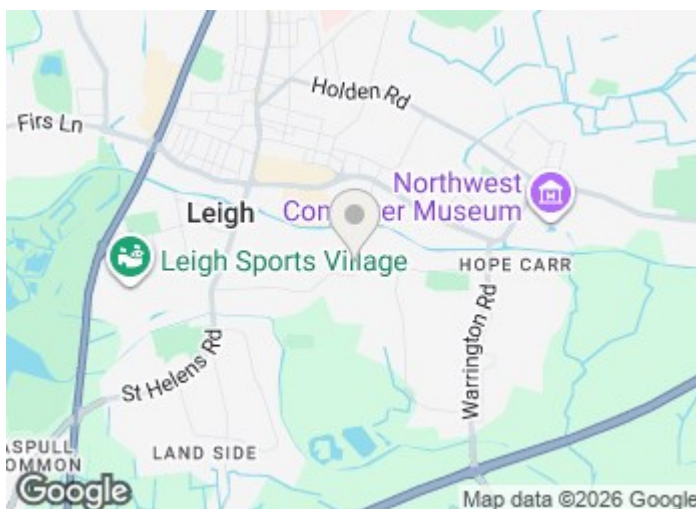 Holden Rd
Firs Ln
Northwest
Leigh
Museum
Leigh Sports Village
HOPE CARR
Warrington Rd
St Helens Rd
LAND SIDE
ASPULL
COMMON
Google
Map data ©2026 Google